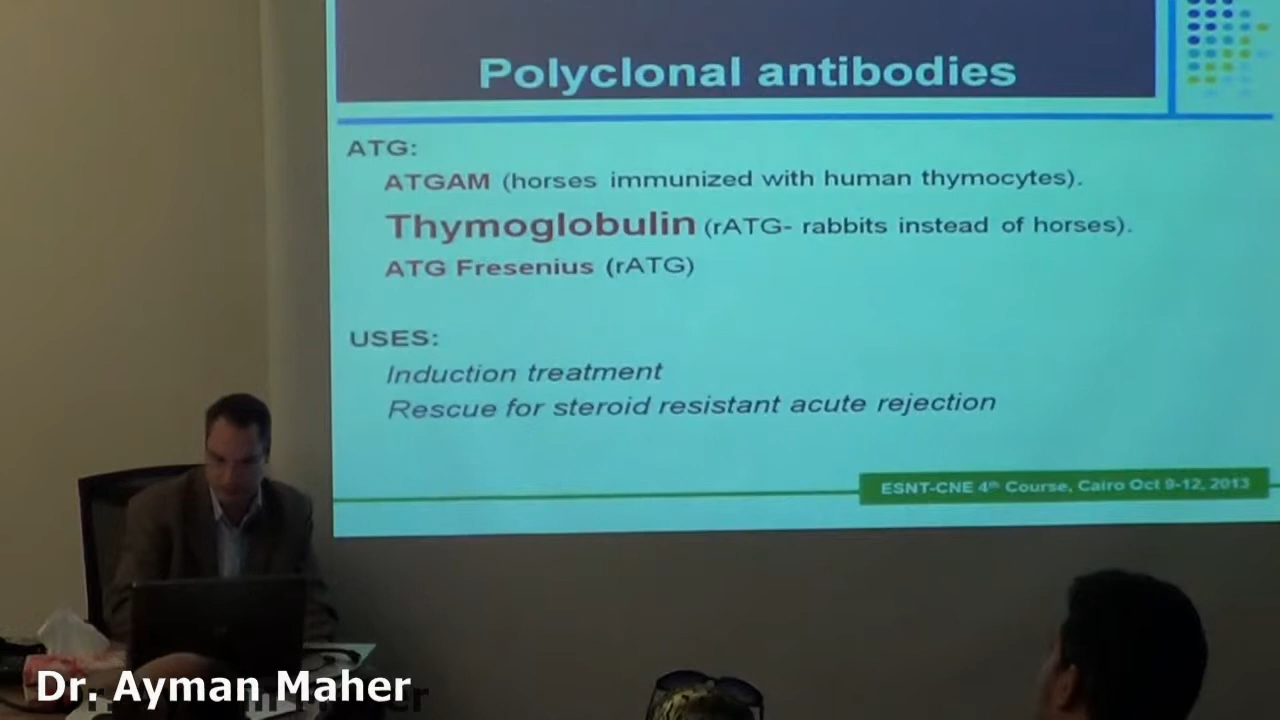 Polyclonal antibodies
ATG:
ATGAM (horses immunized with human thymocytes).
Thymoglobulin (rATG- rabbits instead of horses).
ATG Fresenius (rATG)
USES:
Induction treatment
Rescue for steroid resistant acute rejection
ESNT-CNE 4th Course, Cairo Oct 9-12, 2013
Dr. Ayman Maher